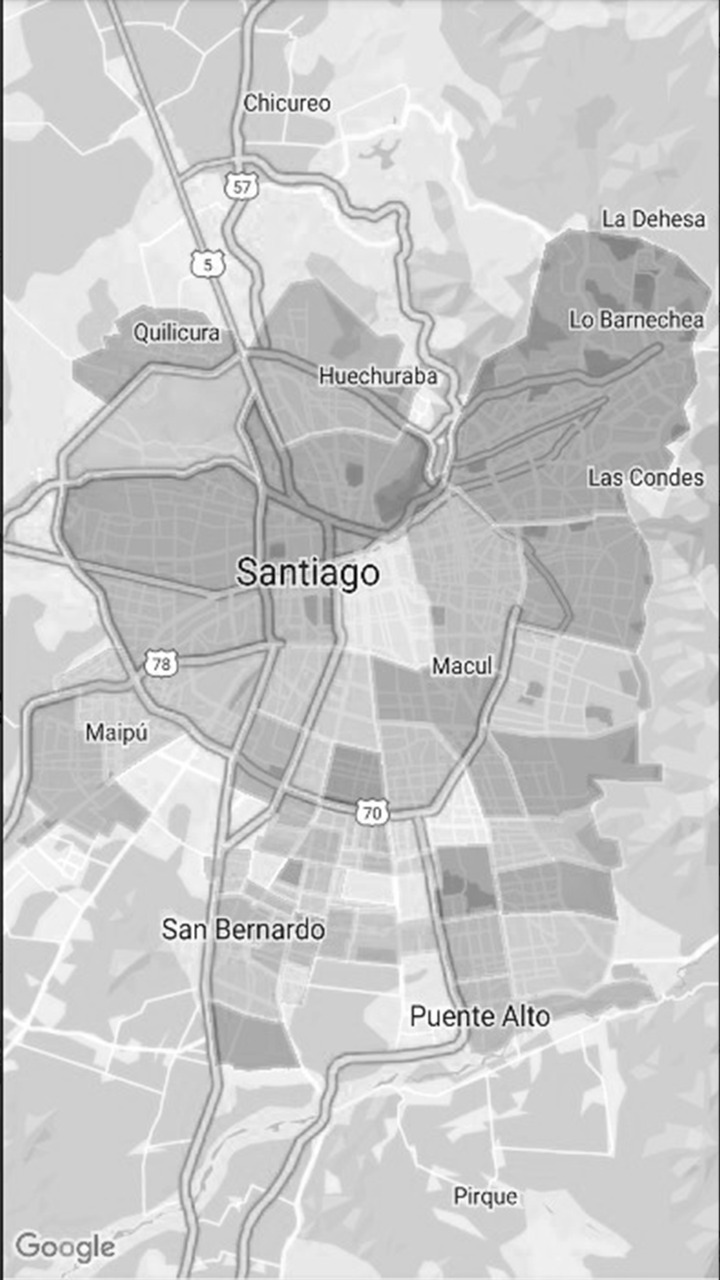 Chicureo
57
La Dehesa
5
Lo Barnechea
Quilicura
Huechuraba
Las Condes
Santiago
78
Macul
Maipú
70
San Bernardo
Puente Alto
Pirque
Google